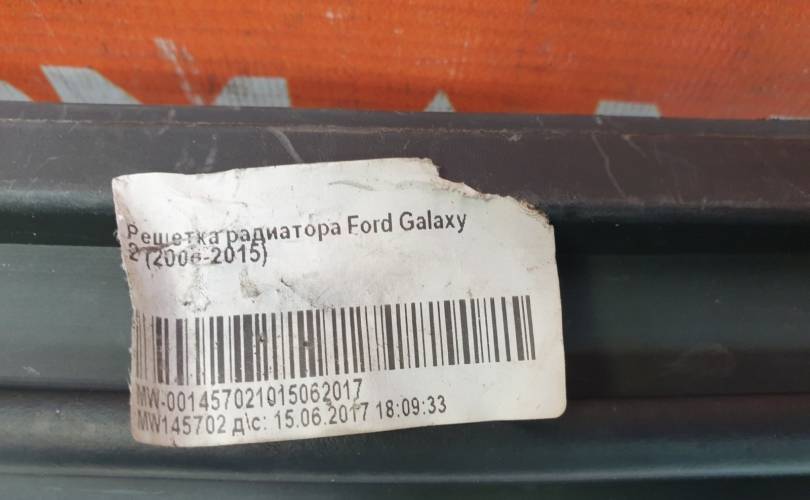 Решетка радиатора Ford Galaxy
2 (2006-2015)
MW-001457021015062017
MW145702 д\с: 15.06.2017 18:09:33